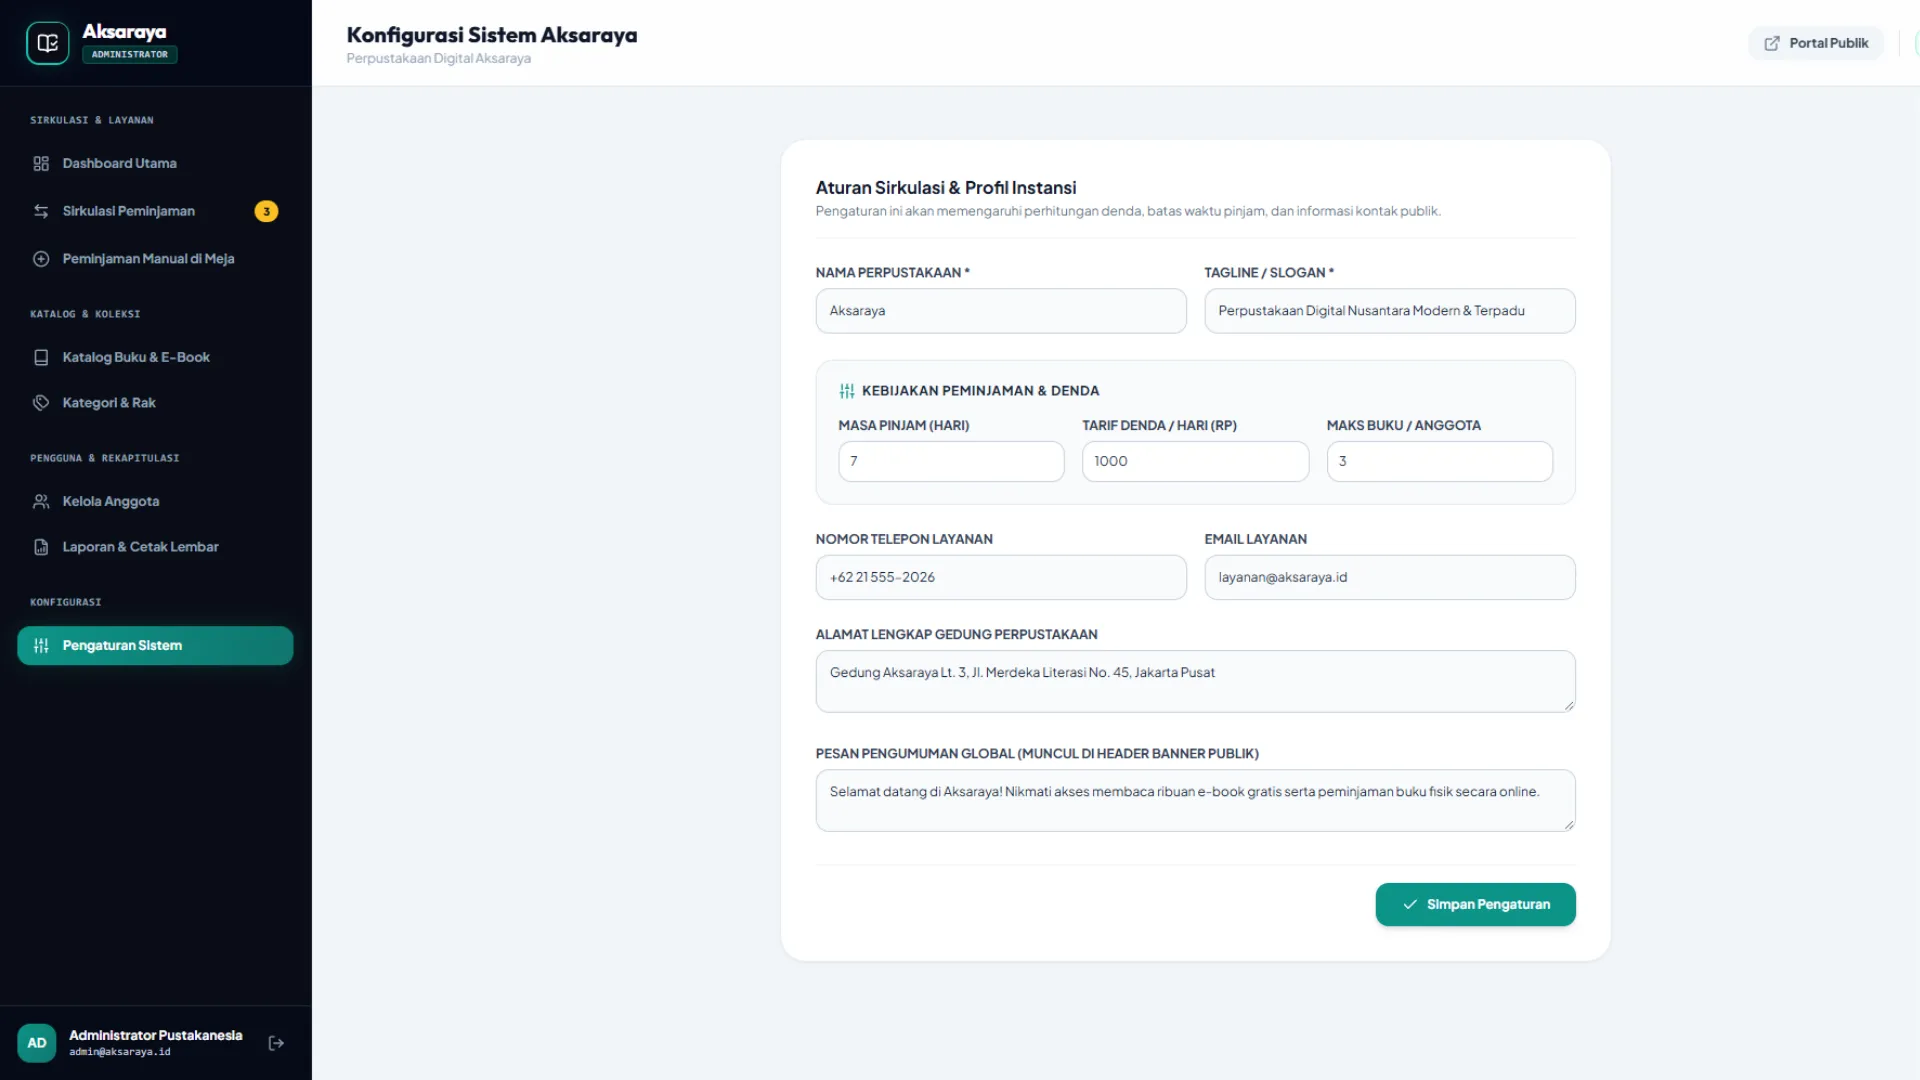 Aksaraya
ADMINISTRATOR
SIRKULASI & LAYANAN
Dashboard Utama
Sirkulasi Peminjaman
3
Peminjaman Manual di Meja
KATALOG & KOLEKSI
Katalog Buku & E-Book
Kategori & Rak
PENGGUNA & REKAPITULASI
Kelola Anggota
Laporan & Cetak Lembar
KONFIGURASI
Pengaturan Sistem
AD
Administrator Pustakanesia
admin@aksaraya.id
Konfigurasi Sistem Aksaraya
Perpustakaan Digital Aksaraya
Portal Publik
Aturan Sirkulasi & Profil Instansi
Pengaturan ini akan memengaruhi perhitungan denda, batas waktu pinjam, dan informasi kontak publik.
NAMA PERPUSTAKAAN *
Aksaraya
TAGLINE / SLOGAN *
Perpustakaan Digital Nusantara Modern & Terpadu
KEBIJAKAN PEMINJAMAN & DENDA
MASA PINJAM (HARI)
7
TARIF DENDA / HARI (RP)
1000
MAKS BUKU / ANGGOTA
3
NOMOR TELEPON LAYANAN
+62 21 555-2026
EMAIL LAYANAN
layanan@aksaraya.id
ALAMAT LENGKAP GEDUNG PERPUSTAKAAN
Gedung Aksaraya Lt. 3, Jl. Merdeka Literasi No. 45, Jakarta Pusat
PESAN PENGUMUMAN GLOBAL (MUNCUL DI HEADER BANNER PUBLIK)
Selamat datang di Aksaraya! Nikmati akses membaca ribuan e-book gratis serta peminjaman buku fisik secara online.
Simpan Pengaturan